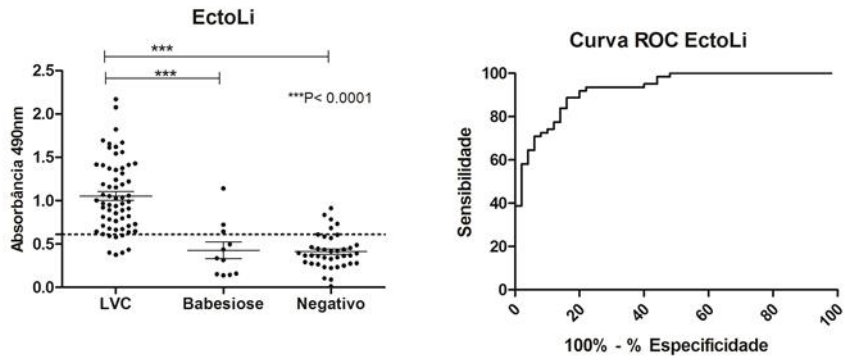 EctoLi
***
***
***P< 0.0001
2.5
2.0
1.5
1.0
0.5
0.0
Absorbância 490nm
LVC Babesiose Negativo
Curva ROC EctoLi
100
80
60
40
20
0
Sensibilidade
0 20 40 60 80 100
100% - % Especificidade